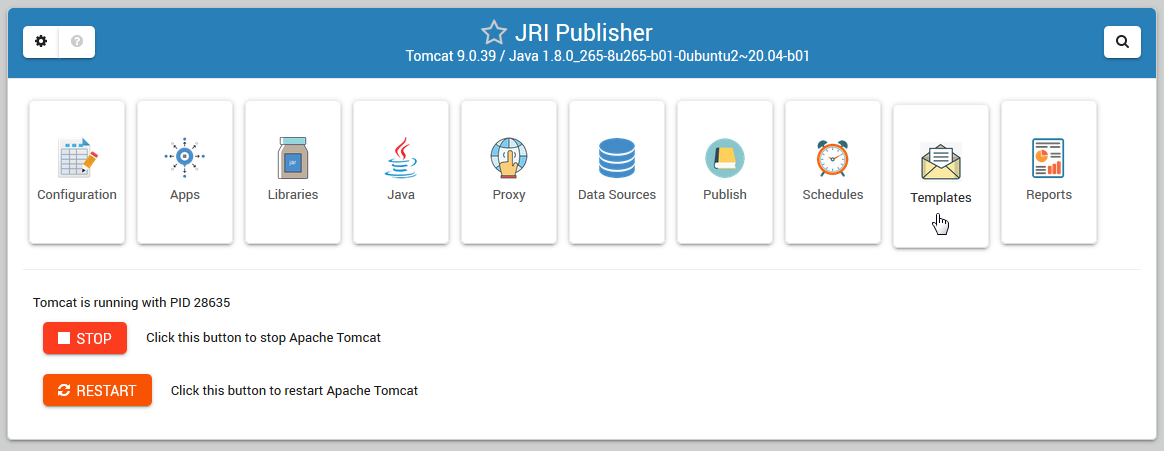 JRI Publisher
Tomcat 9.0.39 / Java 1.8.0_265-8u265-b01-0ubuntu2~20.04-b01
Configuration
Apps
jar
Libraries
Java
Proxy
Data Sources
Publish
Schedules
Templates
Reports
Tomcat is running with PID 28635
STOP Click this button to stop Apache Tomcat
RESTART Click this button to restart Apache Tomcat